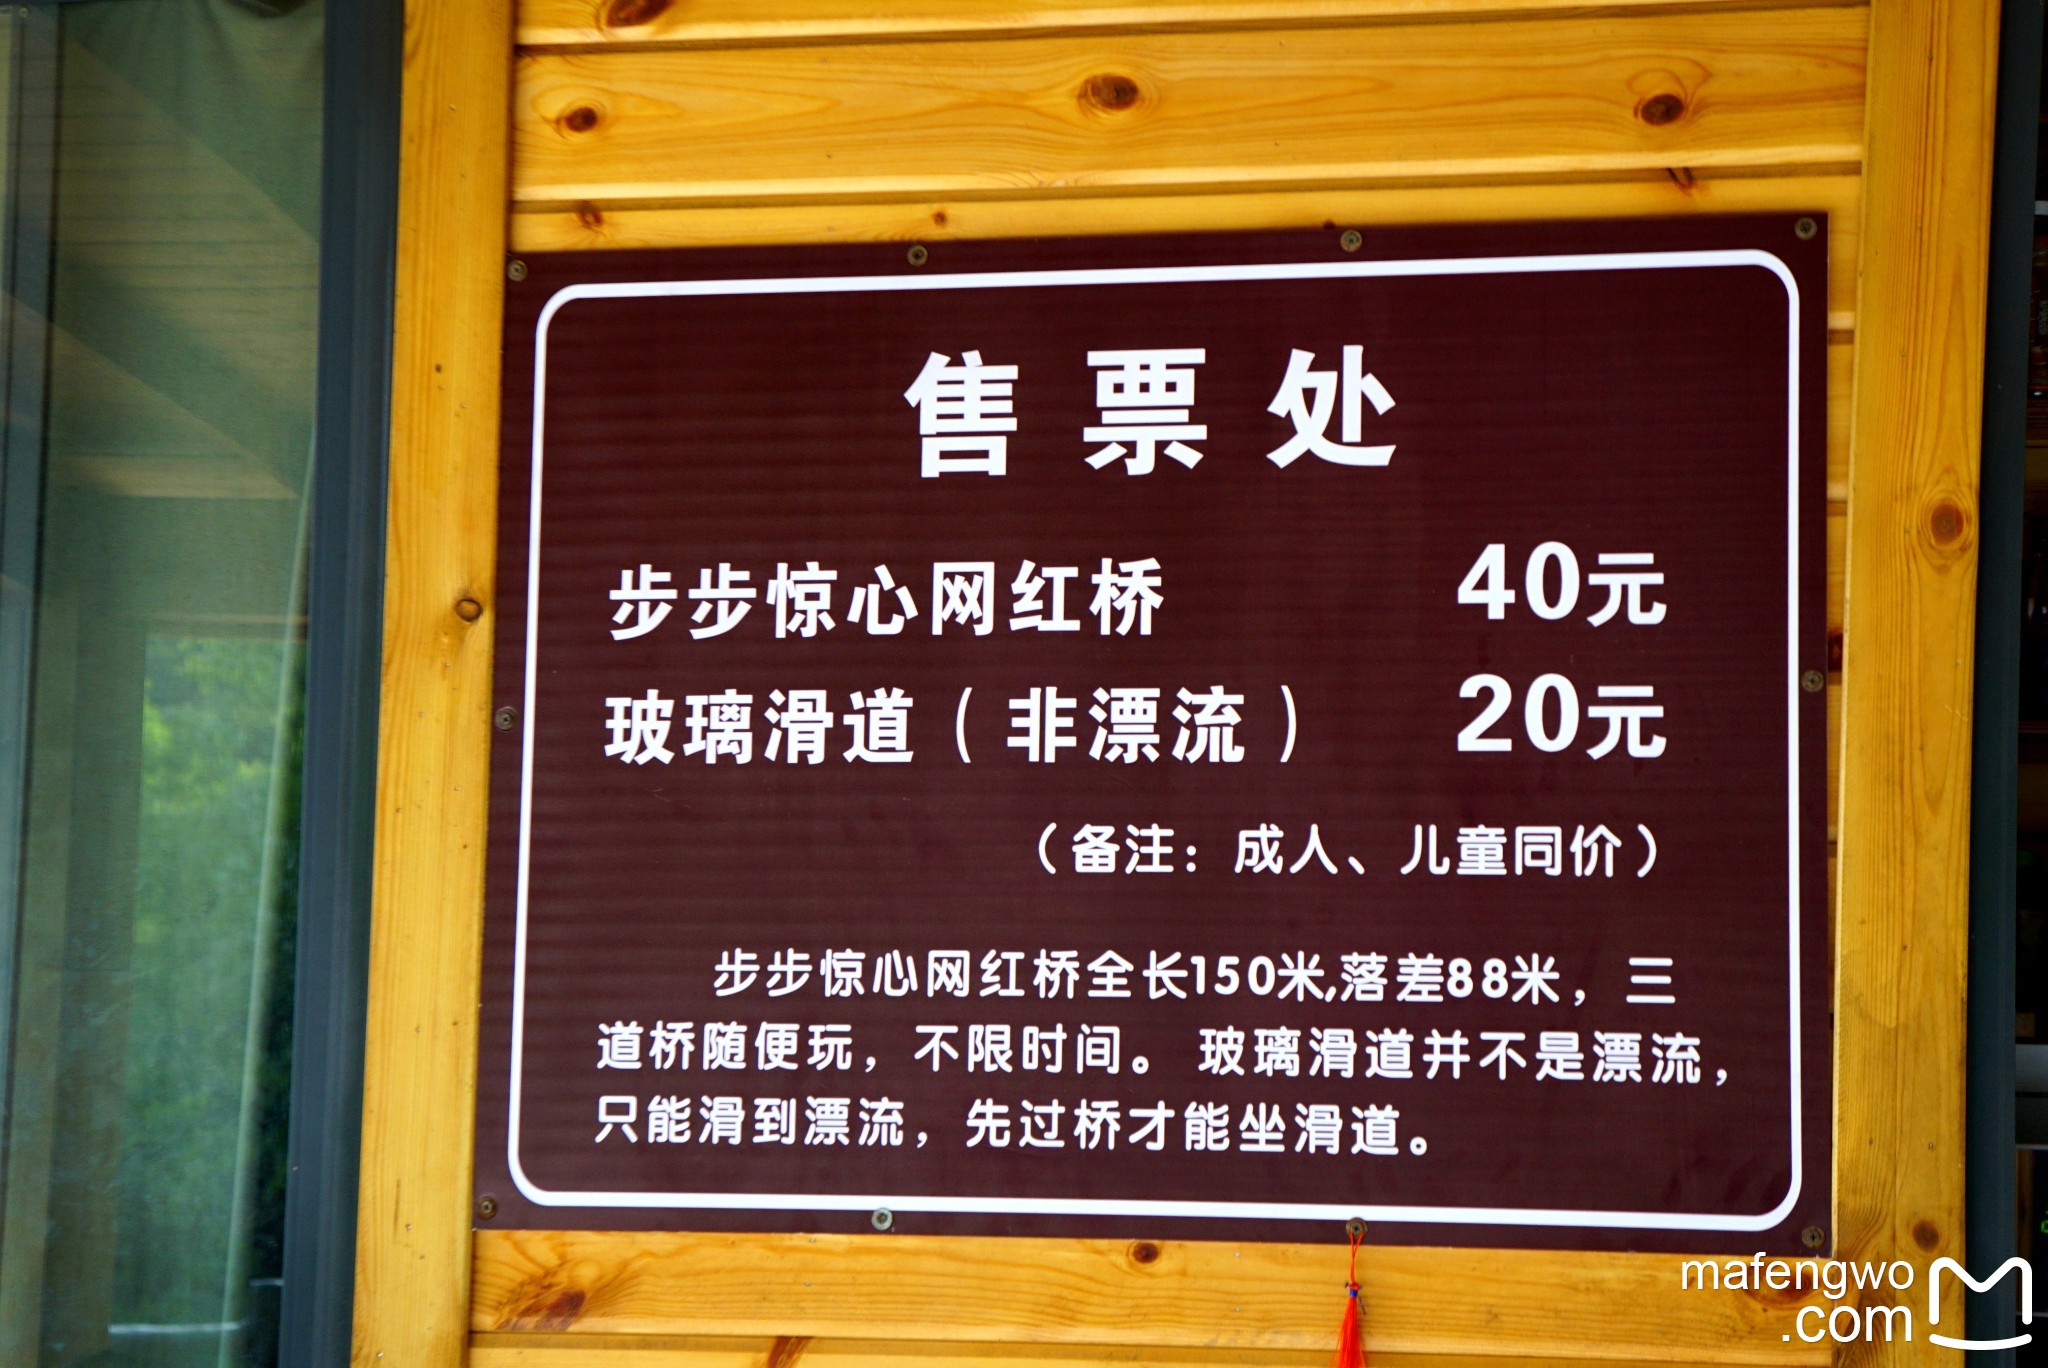 售票处
步步惊心网红桥 40元
玻璃滑道（非漂流） 20元
（备注：成人、儿童同价）
步步惊心网红桥全长150米,落差88米，三
道桥随便玩，不限时间。玻璃滑道并不是漂流，
只能滑到漂流，先过桥才能坐滑道。
mafengwo
.com